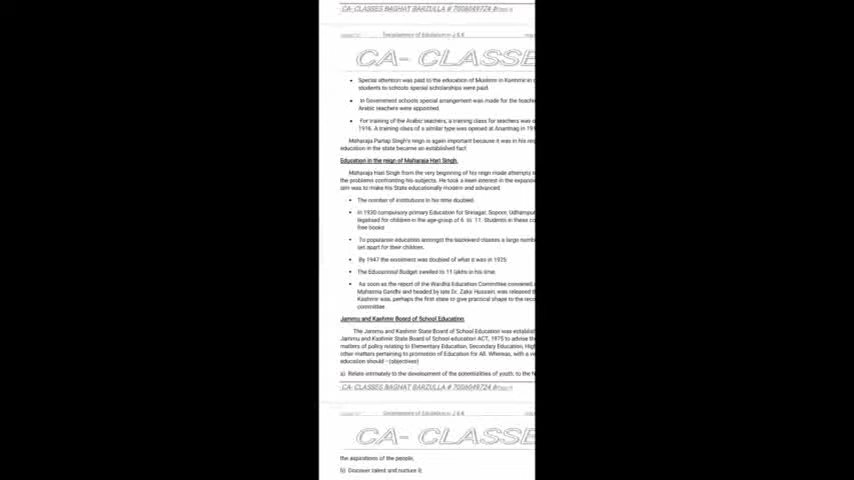 CA- CLASSES BAGHAT BARZULLA # 7006049724 #
Development of Education in J & K
CA- CLASSE
• Special attention was paid to the education of Muslims in Kashmir in
students to schools special scholarships were paid.
• In Government schools special arrangement was made for the teache
Arabic teachers were appointed.
• For training of the Arabic teachers, a training class for teachers was o
1916. A training class of a similar type was opened at Anantnag in 191
Maharaja Partap Singh's reign is again important because it was in his reig
education in the state became an established fact
Education in the reign of Maharaja Hari Singh.
Maharaja Hari Singh from the very beginning of his reign made attempts
the problems confronting his subjects. He took a keen interest in the expansi
aim was to make his State educationally modern and advanced
• The number of institutions in his time doubled.
• In 1930 compulsory primary Education for Srinagar, Sopore, Udhampur
legalised for children in the age-group of 6 to 11. Students in these co
free books
• To popularise education amongst the backward classes a large numb
set apart for their children.
• By 1947 the enrolment was doubled of what it was in 1925.
• The Educational Budget swelled to 11 lakhs in his time.
• As soon as the report of the Wardha Education Committee convened
Mahatma Gandhi and headed by late Dr. Zakir Hussain, was released
Kashmir was, perhaps the first state to give practical shape to the reco
committee.
Jammu and Kashmir Board of School Education.
The Jammu and Kashmir State Board of School Education was establish
Jammu and Kashmir State Board of School education ACT, 1975 to advise the
matters of policy relating to Elementary Education, Secondary Education, High
other matters pertaining to promotion of Education for All. Whereas, with a vi
education should - (objectives)
a) Relate intimately to the development of the potentialities of youth, to the N
CA- CLASSES BAGHAT BARZULLA # 7006049724 #
Development of Education in J & K
CA- CLASSE
the aspirations of the people;
b) Discover talent and nurture it;